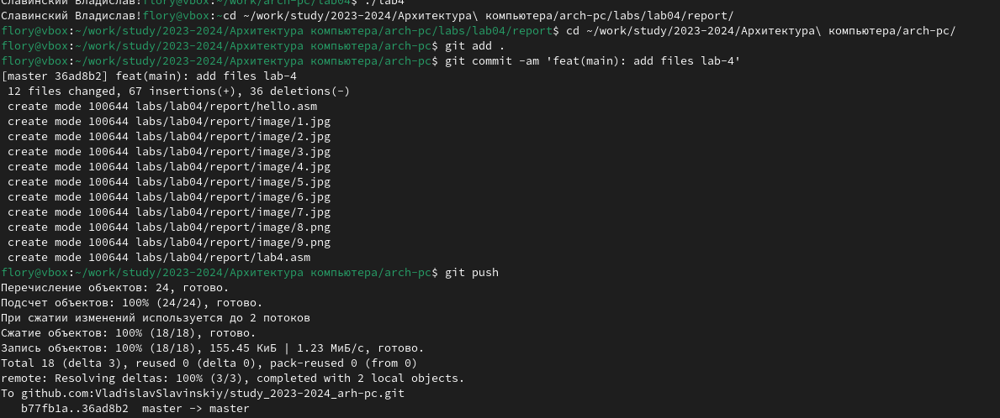 Славинский Владислав!flory@vbox:~/work/arch-pc/lab04$ ./lab4
Славинский Владислав!flory@vbox:~cd ~/work/study/2023-2024/Архитектура\ компьютера/arch-pc/labs/lab04/report/
flory@vbox:~/work/study/2023-2024/Архитектура компьютера/arch-pc/labs/lab04/report$ cd ~/work/study/2023-2024/Архитектура\ компьютера/arch-pc/
flory@vbox:~/work/study/2023-2024/Архитектура компьютера/arch-pc$ git add .
flory@vbox:~/work/study/2023-2024/Архитектура компьютера/arch-pc$ git commit -am 'feat(main): add files lab-4'
[master 36ad8b2] feat(main): add files lab-4
 12 files changed, 67 insertions(+), 36 deletions(-)
 create mode 100644 labs/lab04/report/hello.asm
 create mode 100644 labs/lab04/report/image/1.jpg
 create mode 100644 labs/lab04/report/image/2.jpg
 create mode 100644 labs/lab04/report/image/3.jpg
 create mode 100644 labs/lab04/report/image/4.jpg
 create mode 100644 labs/lab04/report/image/5.jpg
 create mode 100644 labs/lab04/report/image/6.jpg
 create mode 100644 labs/lab04/report/image/7.jpg
 create mode 100644 labs/lab04/report/image/8.png
 create mode 100644 labs/lab04/report/image/9.png
 create mode 100644 labs/lab04/report/lab4.asm
flory@vbox:~/work/study/2023-2024/Архитектура компьютера/arch-pc$ git push
Перечисление объектов: 24, готово.
Подсчет объектов: 100% (24/24), готово.
При сжатии изменений используется до 2 потоков
Сжатие объектов: 100% (18/18), готово.
Запись объектов: 100% (18/18), 155.45 КиБ | 1.23 МиБ/с, готово.
Total 18 (delta 3), reused 0 (delta 0), pack-reused 0 (from 0)
remote: Resolving deltas: 100% (3/3), completed with 2 local objects.
To github.com:VladislavSlavinskiy/study_2023-2024_arh-pc.git
   b77fb1a..36ad8b2  master -> master